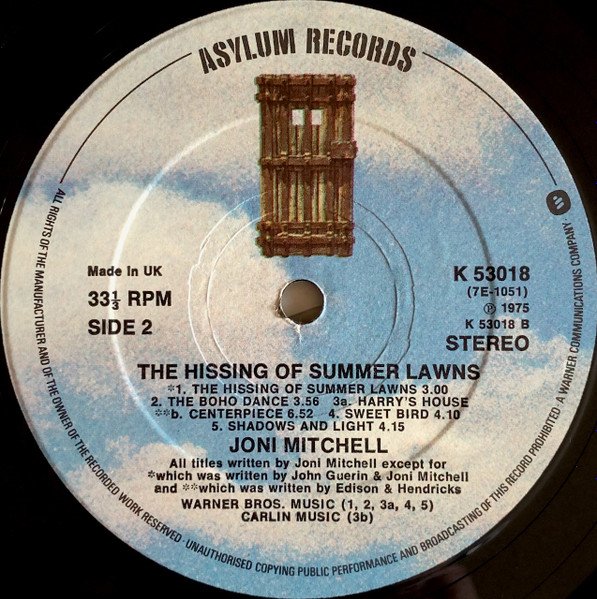 ASYLUM RECORDS
Made in UK
33⅓ RPM
SIDE 2
K 53018
(7E-1051)
℗ 1975
K 53018 B
STEREO
THE HISSING OF SUMMER LAWNS
*1. THE HISSING OF SUMMER LAWNS 3.00
2. THE BOHO DANCE 3.56 3a. HARRY'S HOUSE
**b. CENTERPIECE 6.52 4. SWEET BIRD 4.10
5. SHADOWS AND LIGHT 4.15
JONI MITCHELL
All titles written by Joni Mitchell except for
*which was written by John Guerin & Joni Mitchell
and **which was written by Edison & Hendricks
WARNER BROS. MUSIC (1, 2, 3a, 4, 5)
CARLIN MUSIC (3b)
ALL RIGHTS OF THE MANUFACTURER AND OF THE OWNER OF THE RECORDED WORK RESERVED · UNAUTHORISED COPYING PUBLIC PERFORMANCE AND BROADCASTING OF THIS RECORD PROHIBITED · A WARNER COMMUNICATIONS COMPANY